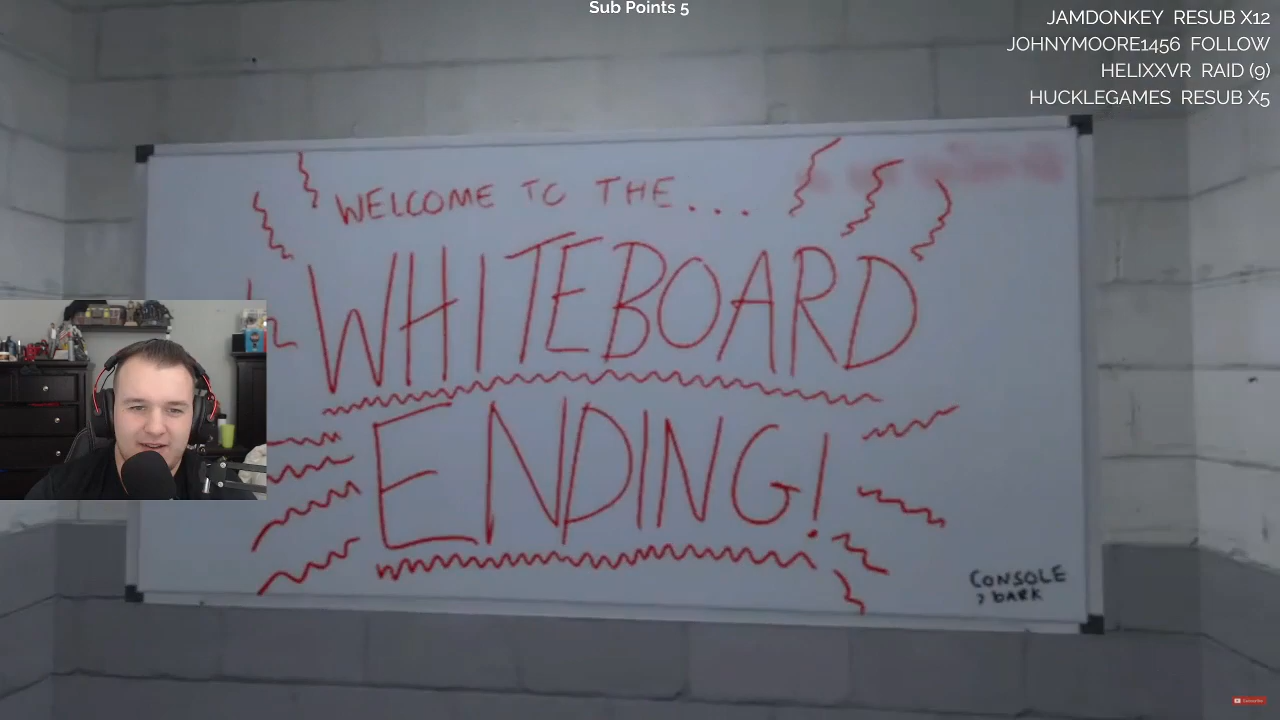 Sub Points 5
JAMDONKEY RESUB X12
JOHNYMOORE1456 FOLLOW
HELIXXVR RAID (9)
HUCKLEGAMES RESUB X5
WELCOME TO THE...
WHITEBOARD
ENDING!
CONSOLE
> BARK